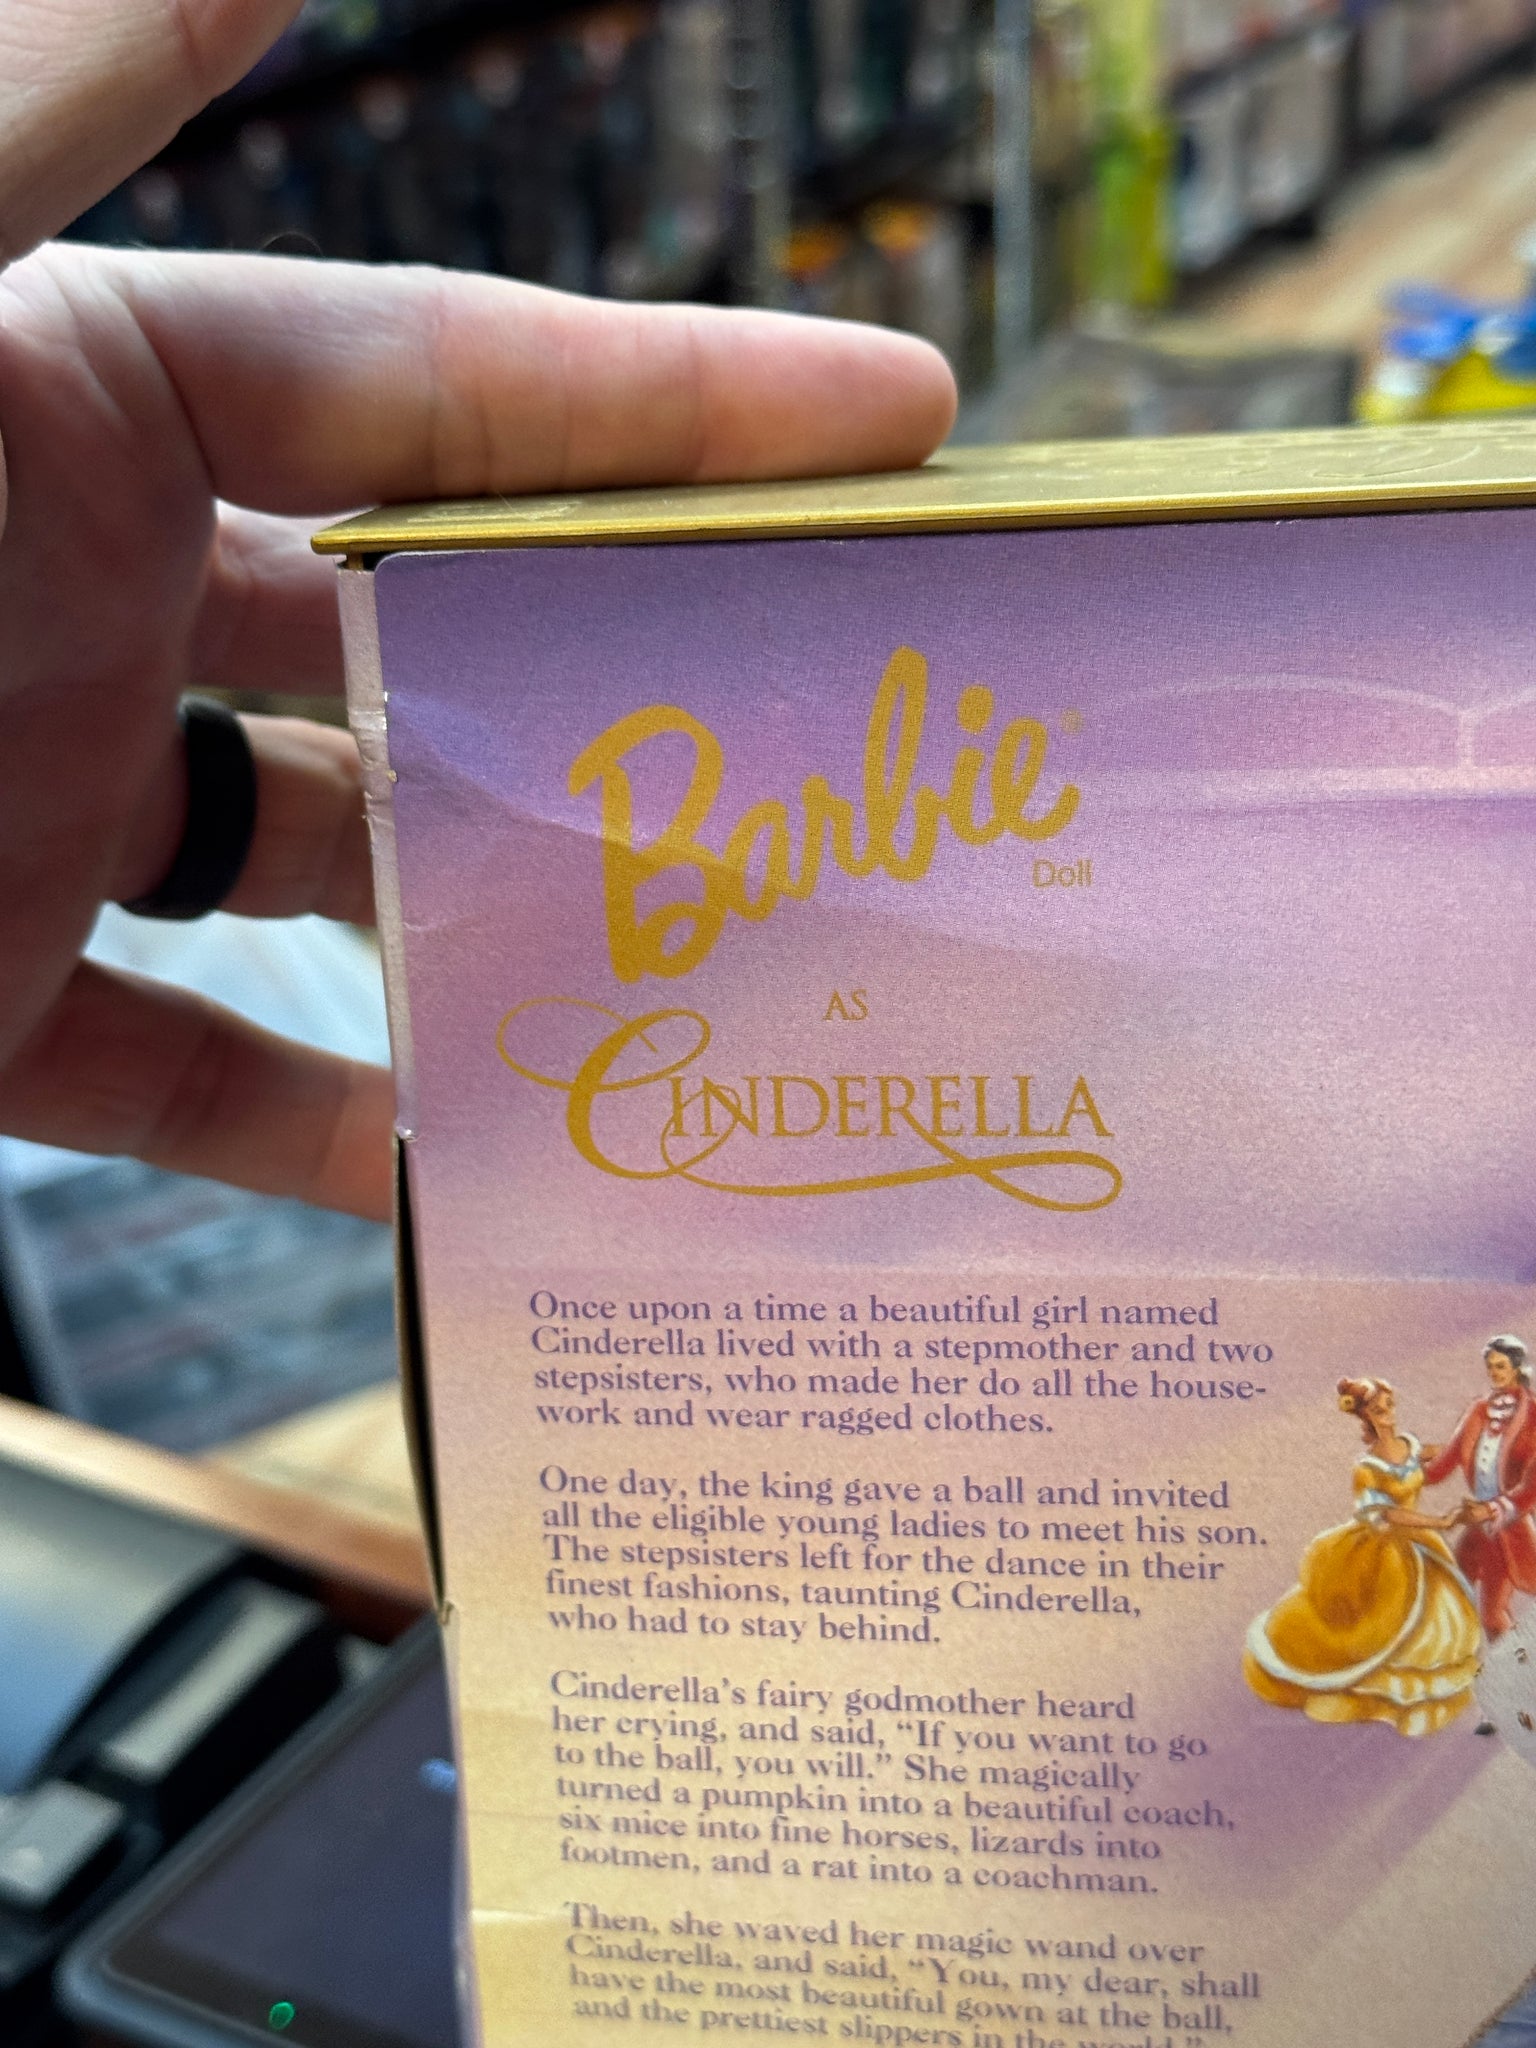 Barbie®
Doll
AS
CINDERELLA
Once upon a time a beautiful girl named
Cinderella lived with a stepmother and two
stepsisters, who made her do all the house-
work and wear ragged clothes.
One day, the king gave a ball and invited
all the eligible young ladies to meet his son.
The stepsisters left for the dance in their
finest fashions, taunting Cinderella,
who had to stay behind.
Cinderella's fairy godmother heard
her crying, and said, “If you want to go
to the ball, you will.” She magically
turned a pumpkin into a beautiful coach,
six mice into fine horses, lizards into
footmen, and a rat into a coachman.
Then, she waved her magic wand over
Cinderella, and said, “You, my dear, shall
have the most beautiful gown at the ball,
and the prettiest slippers in the world.”